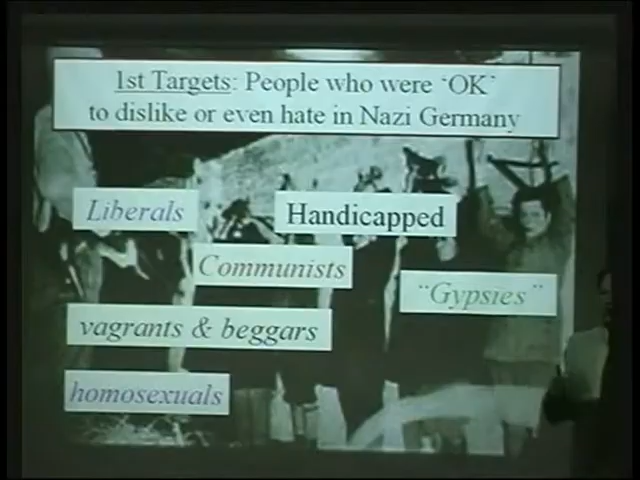 1st Targets: People who were ‘OK’
to dislike or even hate in Nazi Germany
Liberals
Handicapped
Communists
“Gypsies”
vagrants & beggars
homosexuals